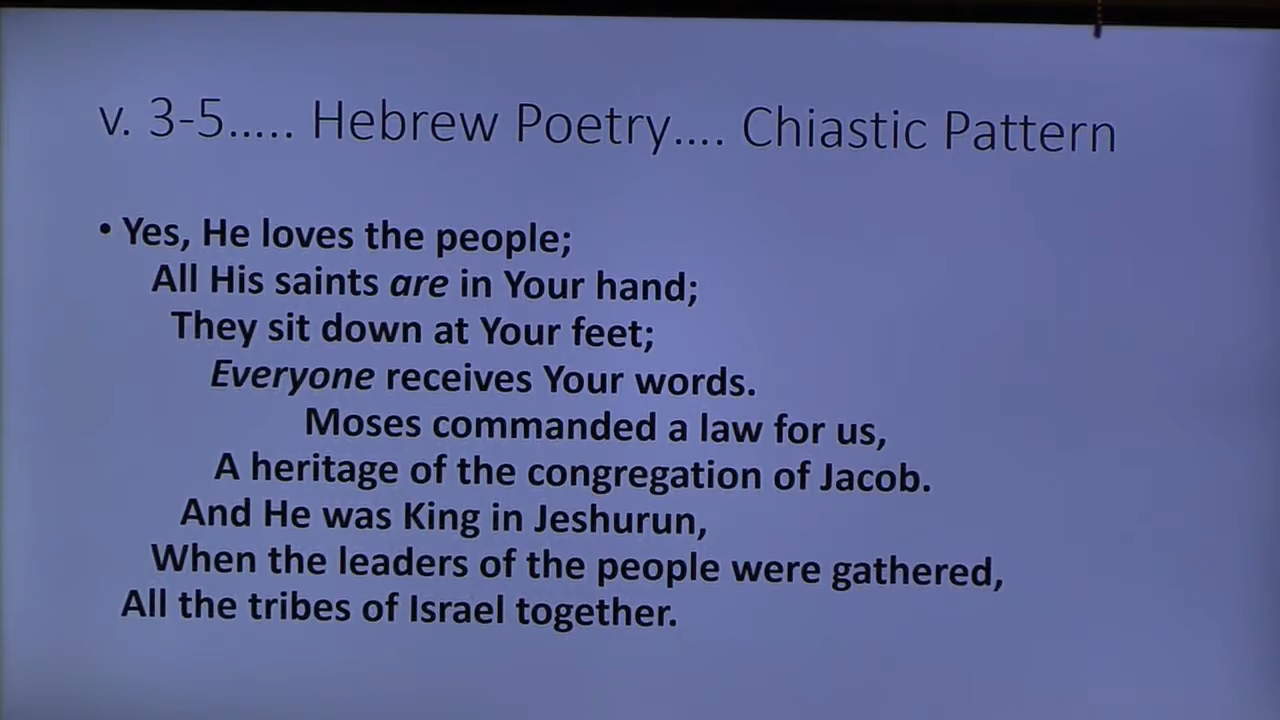 v. 3-5..... Hebrew Poetry.... Chiastic Pattern
• Yes, He loves the people;
All His saints are in Your hand;
They sit down at Your feet;
Everyone receives Your words.
Moses commanded a law for us,
A heritage of the congregation of Jacob.
And He was King in Jeshurun,
When the leaders of the people were gathered,
All the tribes of Israel together.